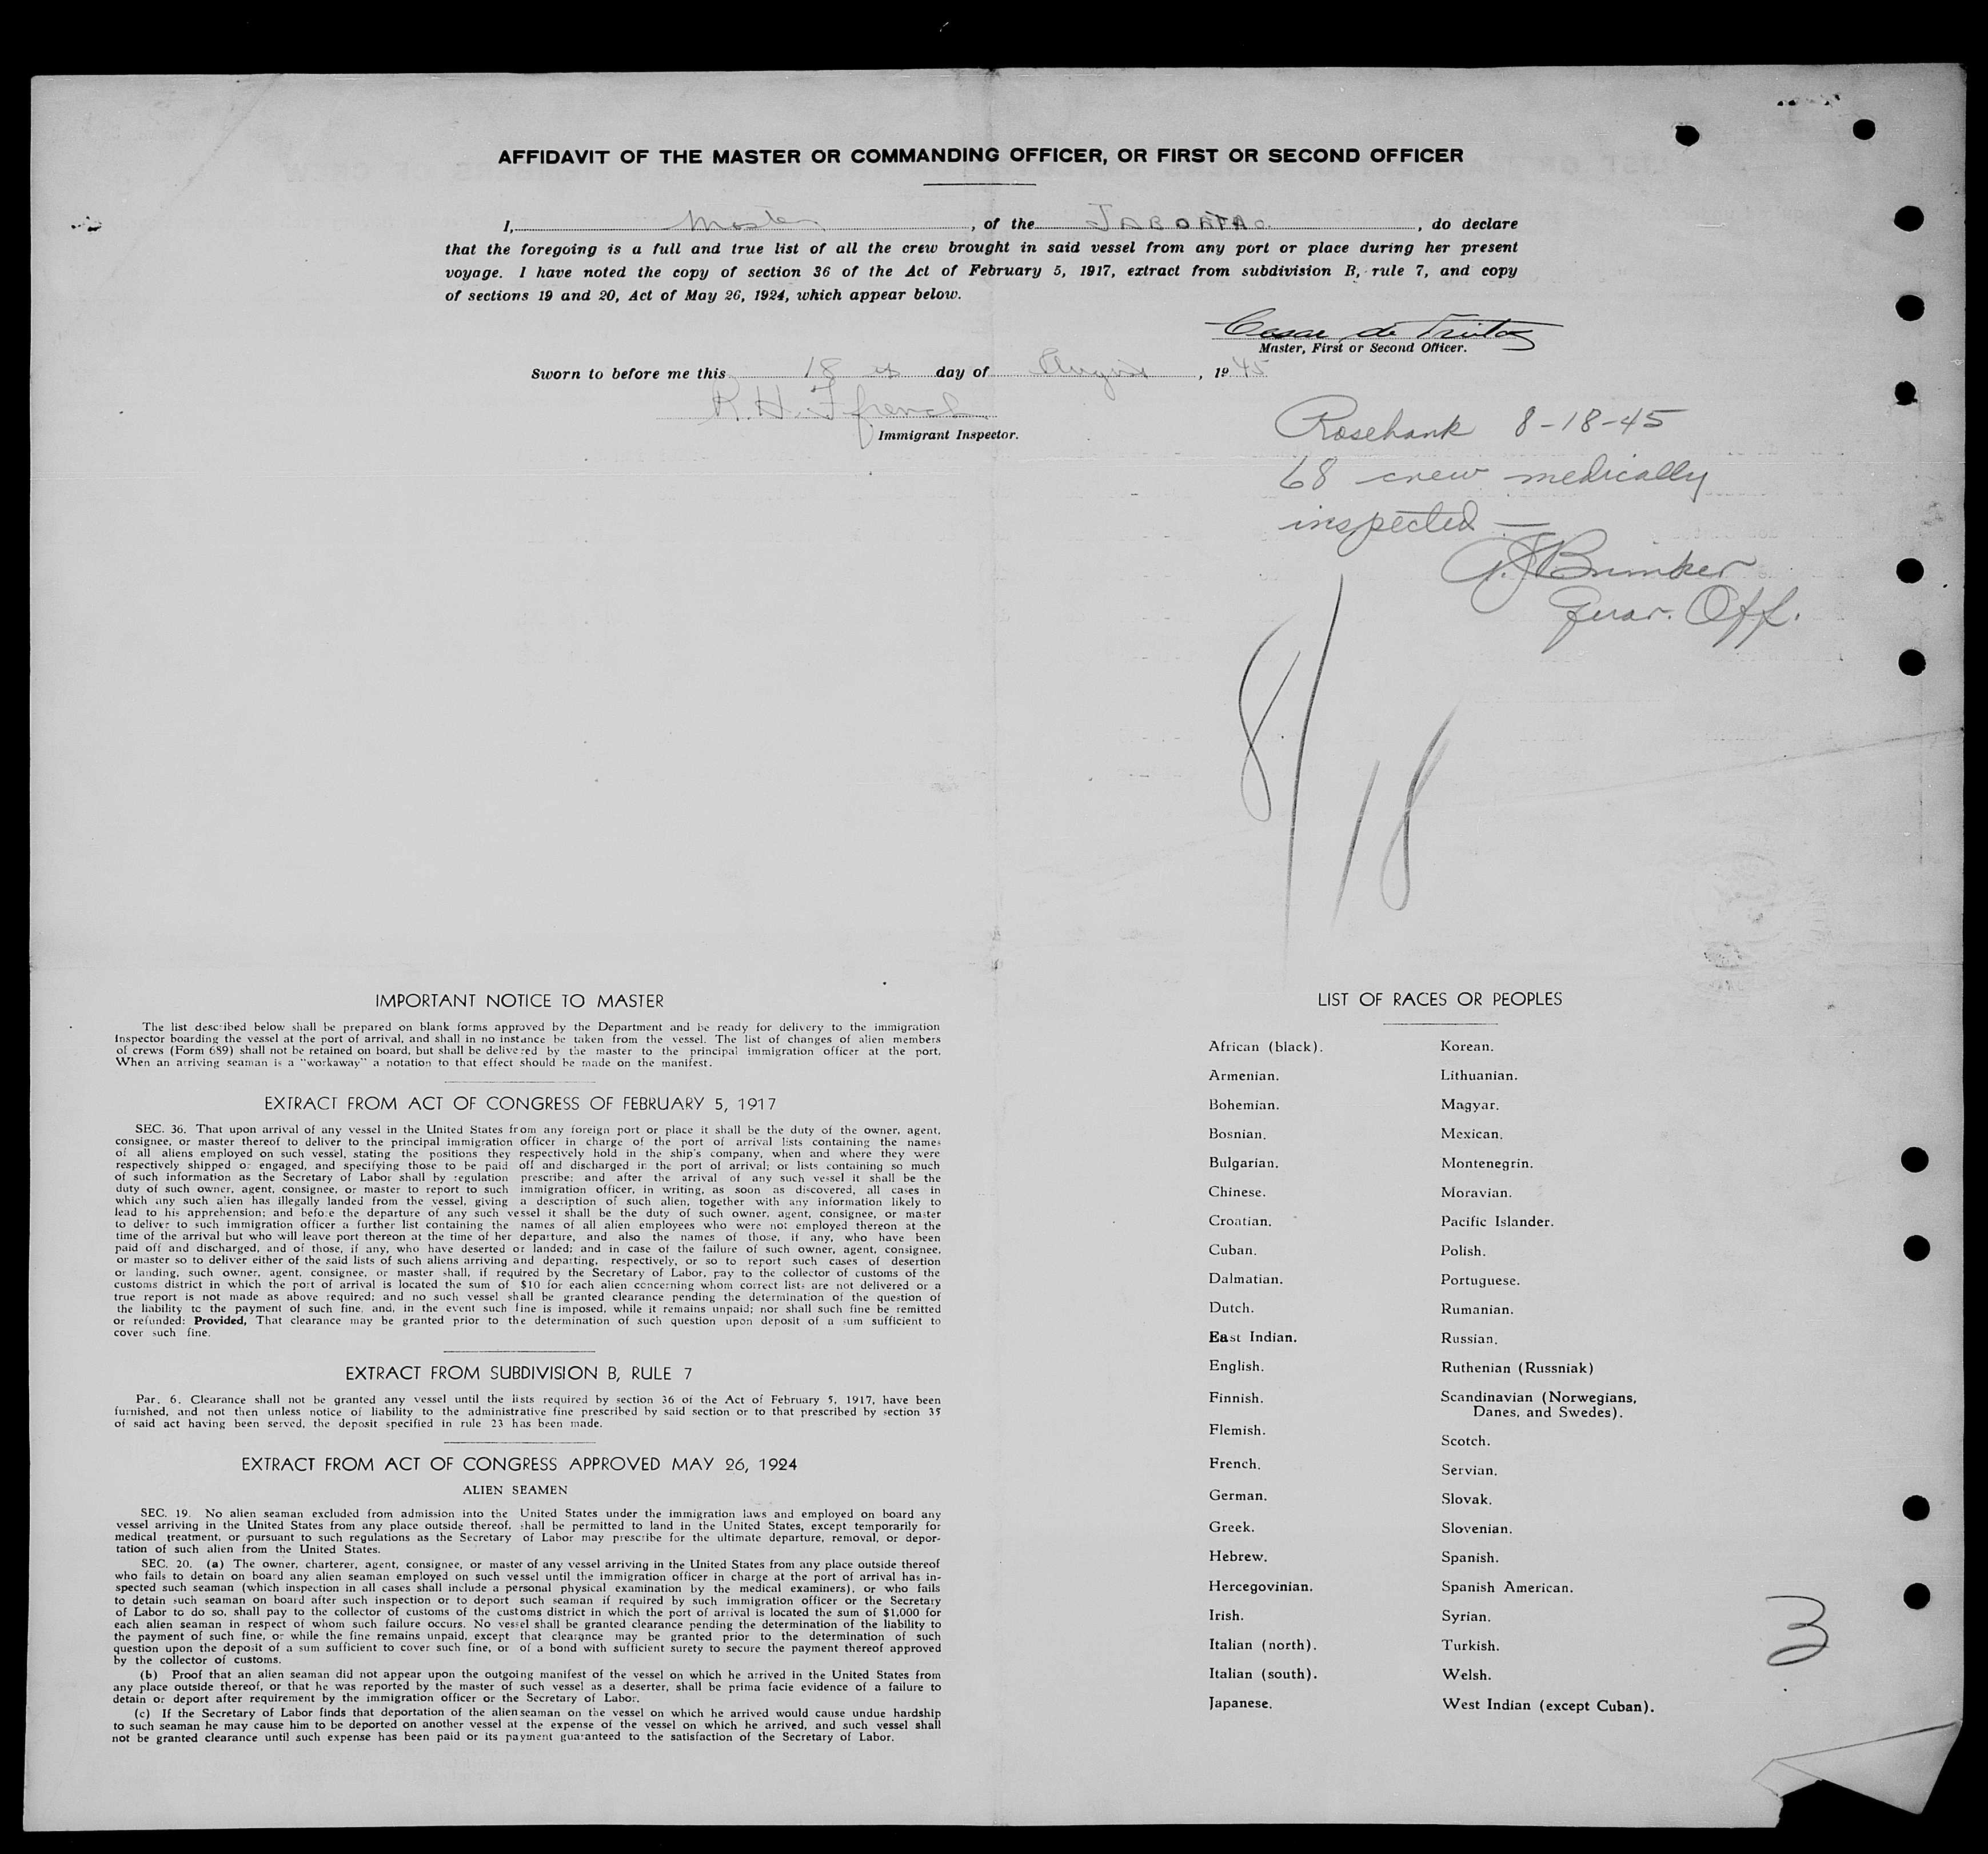 AFFIDAVIT OF THE MASTER OR COMMANDING OFFICER, OR FIRST OR SECOND OFFICER
I, Master, of the JABOATAO, do declare
that the foregoing is a full and true list of all the crew brought in said vessel from any port or place during her present
voyage. I have noted the copy of section 36 of the Act of February 5, 1917, extract from subdivision B, rule 7, and copy
of sections 19 and 20, Act of May 26, 1924, which appear below.
Cesar de
Master, First or Second Officer.
Sworn to before me this 18 day of August, 1945
R. H. Ffrench
Immigrant Inspector.
Rosebank 8-18-45
68 crew medically
inspected —
Quar. Off.
8/18
IMPORTANT NOTICE TO MASTER
The list described below shall be prepared on blank forms approved by the Department and be ready for delivery to the immigration
Inspector boarding the vessel at the port of arrival, and shall in no instance be taken from the vessel. The list of changes of alien members
of crews (Form 689) shall not be retained on board, but shall be delivered by the master to the principal immigration officer at the port.
When an arriving seaman is a "workaway" a notation to that effect should be made on the manifest.
EXTRACT FROM ACT OF CONGRESS OF FEBRUARY 5, 1917
SEC. 36. That upon arrival of any vessel in the United States from any foreign port or place it shall be the duty of the owner, agent,
consignee, or master thereof to deliver to the principal immigration officer in charge of the port of arrival lists containing the names
of all aliens employed on such vessel, stating the positions they respectively hold in the ship's company, when and where they were
respectively shipped or engaged, and specifying those to be paid off and discharged in the port of arrival; or lists containing so much
of such information as the Secretary of Labor shall by regulation prescribe; and after the arrival of any such vessel it shall be the
duty of such owner, agent, consignee, or master to report to such immigration officer, in writing, as soon as discovered, all cases in
which any such alien has illegally landed from the vessel, giving a description of such alien, together with any information likely to
lead to his apprehension; and before the departure of any such vessel it shall be the duty of such owner, agent, consignee, or master
to deliver to such immigration officer a further list containing the names of all alien employees who were not employed thereon at the
time of the arrival but who will leave port thereon at the time of her departure, and also the names of those, if any, who have been
paid off and discharged, and of those, if any, who have deserted or landed; and in case of the failure of such owner, agent, consignee,
or master so to deliver either of the said lists of such aliens arriving and departing, respectively, or so to report such cases of desertion
or landing, such owner, agent, consignee, or master shall, if required by the Secretary of Labor, pay to the collector of customs of the
customs district in which the port of arrival is located the sum of $10 for each alien concerning whom correct lists are not delivered or a
true report is not made as above required; and no such vessel shall be granted clearance pending the determination of the question of
the liability to the payment of such fine, and, in the event such fine is imposed, while it remains unpaid; nor shall such fine be remitted
or refunded: Provided, That clearance may be granted prior to the determination of such question upon deposit of a sum sufficient to
cover such fine.
EXTRACT FROM SUBDIVISION B, RULE 7
Par. 6. Clearance shall not be granted any vessel until the lists required by section 36 of the Act of February 5, 1917, have been
furnished, and not then unless notice of liability to the administrative fine prescribed by said section or to that prescribed by section 35
of said act having been served, the deposit specified in rule 23 has been made.
EXTRACT FROM ACT OF CONGRESS APPROVED MAY 26, 1924
ALIEN SEAMEN
SEC. 19. No alien seaman excluded from admission into the United States under the immigration laws and employed on board any
vessel arriving in the United States from any place outside thereof, shall be permitted to land in the United States, except temporarily for
medical treatment, or pursuant to such regulations as the Secretary of Labor may prescribe for the ultimate departure, removal, or depor-
tation of such alien from the United States.
SEC. 20. (a) The owner, charterer, agent, consignee, or master of any vessel arriving in the United States from any place outside thereof
who fails to detain on board any alien seaman employed on such vessel until the immigration officer in charge at the port of arrival has in-
spected such seaman (which inspection in all cases shall include a personal physical examination by the medical examiners), or who fails
to detain such seaman on board after such inspection or to deport such seaman if required by such immigration officer or the Secretary
of Labor to do so, shall pay to the collector of customs of the customs district in which the port of arrival is located the sum of $1,000 for
each alien seaman in respect of whom such failure occurs. No vessel shall be granted clearance pending the determination of the liability to
the payment of such fine, or while the fine remains unpaid, except that clearance may be granted prior to the determination of such
question upon the deposit of a sum sufficient to cover such fine, or of a bond with sufficient surety to secure the payment thereof approved
by the collector of customs.
(b) Proof that an alien seaman did not appear upon the outgoing manifest of the vessel on which he arrived in the United States from
any place outside thereof, or that he was reported by the master of such vessel as a deserter, shall be prima facie evidence of a failure to
detain or deport after requirement by the immigration officer or the Secretary of Labor.
(c) If the Secretary of Labor finds that deportation of the alien seaman on the vessel on which he arrived would cause undue hardship
to such seaman he may cause him to be deported on another vessel at the expense of the vessel on which he arrived, and such vessel shall
not be granted clearance until such expense has been paid or its payment guaranteed to the satisfaction of the Secretary of Labor.
LIST OF RACES OR PEOPLES
African (black).
Armenian.
Bohemian.
Bosnian.
Bulgarian.
Chinese.
Croatian.
Cuban.
Dalmatian.
Dutch.
East Indian.
English.
Finnish.
Flemish.
French.
German.
Greek.
Hebrew.
Hercegovinian.
Irish.
Italian (north).
Italian (south).
Japanese.
Korean.
Lithuanian.
Magyar.
Mexican.
Montenegrin.
Moravian.
Pacific Islander.
Polish.
Portuguese.
Rumanian.
Russian.
Ruthenian (Russniak)
Scandinavian (Norwegians,
Danes, and Swedes).
Scotch.
Servian.
Slovak.
Slovenian.
Spanish.
Spanish American.
Syrian.
Turkish.
Welsh.
West Indian (except Cuban).
3